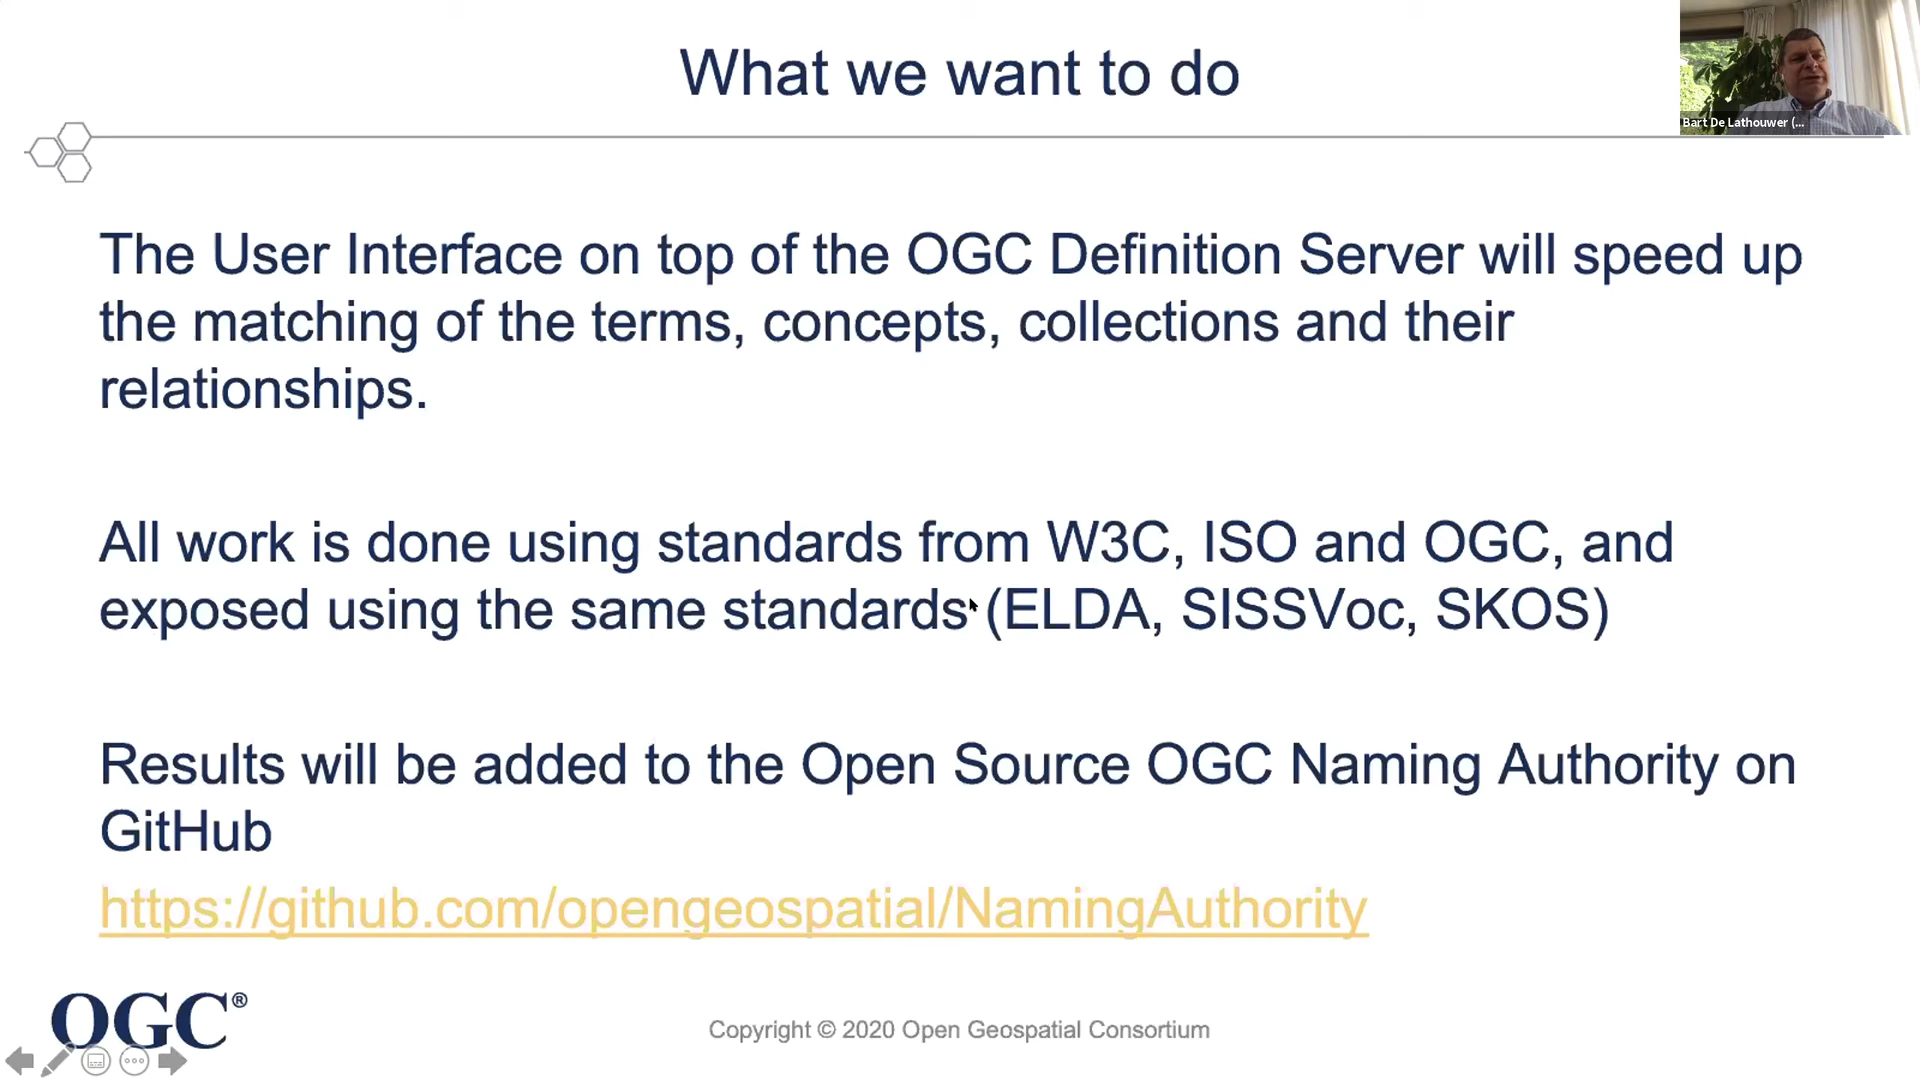 What we want to do
Bart De Lathouwer (...
The User Interface on top of the OGC Definition Server will speed up
the matching of the terms, concepts, collections and their
relationships.
All work is done using standards from W3C, ISO and OGC, and
exposed using the same standards (ELDA, SISSVoc, SKOS)
Results will be added to the Open Source OGC Naming Authority on
GitHub
https://github.com/opengeospatial/NamingAuthority
OGC®
Copyright © 2020 Open Geospatial Consortium